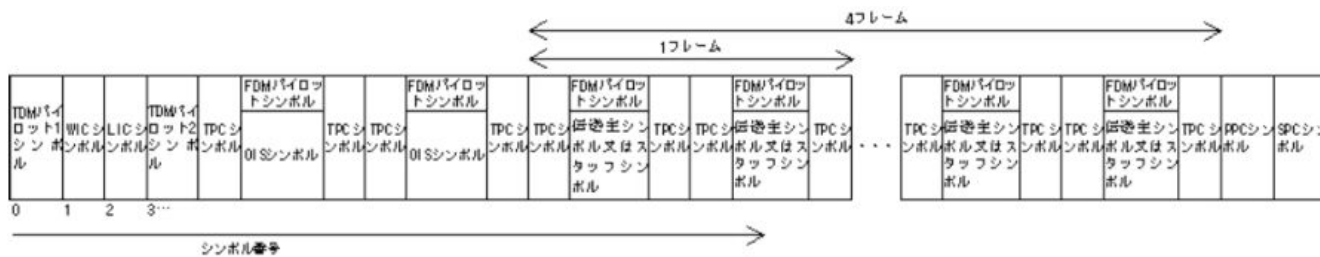 4フレーム
1フレーム
TDMパイ
ロット1
シンボ
ル
WICシ
ンボル
LICシ
ンボル
TDMパイ
ロット2
シンボ
ル
TPCシ
ンボル
FDMパイロッ
トシンボル
OISシンボル
TPCシ
ンボル
TPCシ
ンボル
FDMパイロッ
トシンボル
OISシンボル
TPCシ
ンボル
TPCシ
ンボル
FDMパイロッ
トシンボル
伝送主シン
ボル又はス
タッフシン
ボル
TPCシ
ンボル
TPCシ
ンボル
FDMパイロッ
トシンボル
伝送主シン
ボル又はス
タッフシン
ボル
TPCシ
ンボル
・・・
TPCシ
ンボル
FDMパイロッ
トシンボル
伝送主シン
ボル又はス
タッフシン
ボル
TPCシ
ンボル
TPCシ
ンボル
FDMパイロッ
トシンボル
伝送主シン
ボル又はス
タッフシン
ボル
TPCシ
ンボル
PPCシ
ンボル
SPCシ
ンボル
0 1 2 3…
シンボル番号